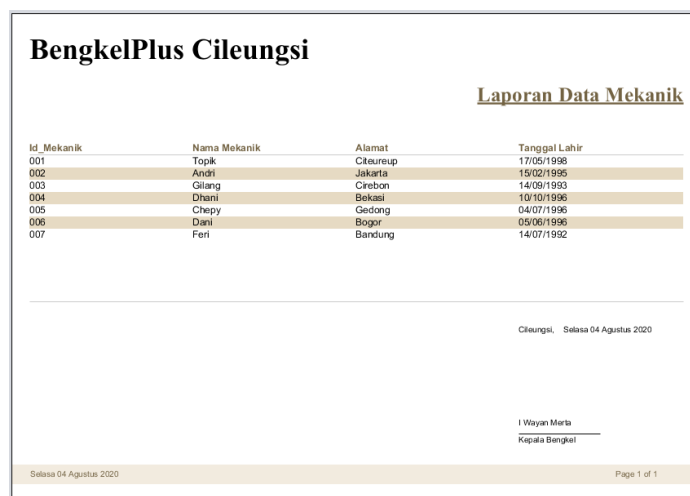 BengkelPlus Cileungsi
Laporan Data Mekanik
Id_Mekanik Nama Mekanik Alamat Tanggal Lahir
001 Topik Citeureup 17/05/1998
002 Andri Jakarta 15/02/1995
003 Gilang Cirebon 14/09/1993
004 Dhani Bekasi 10/10/1996
005 Chepy Gedong 04/07/1996
006 Dani Bogor 05/06/1996
007 Feri Bandung 14/07/1992
Cileungsi, Selasa 04 Agustus 2020
I Wayan Merta
Kepala Bengkel
Selasa 04 Agustus 2020 Page 1 of 1